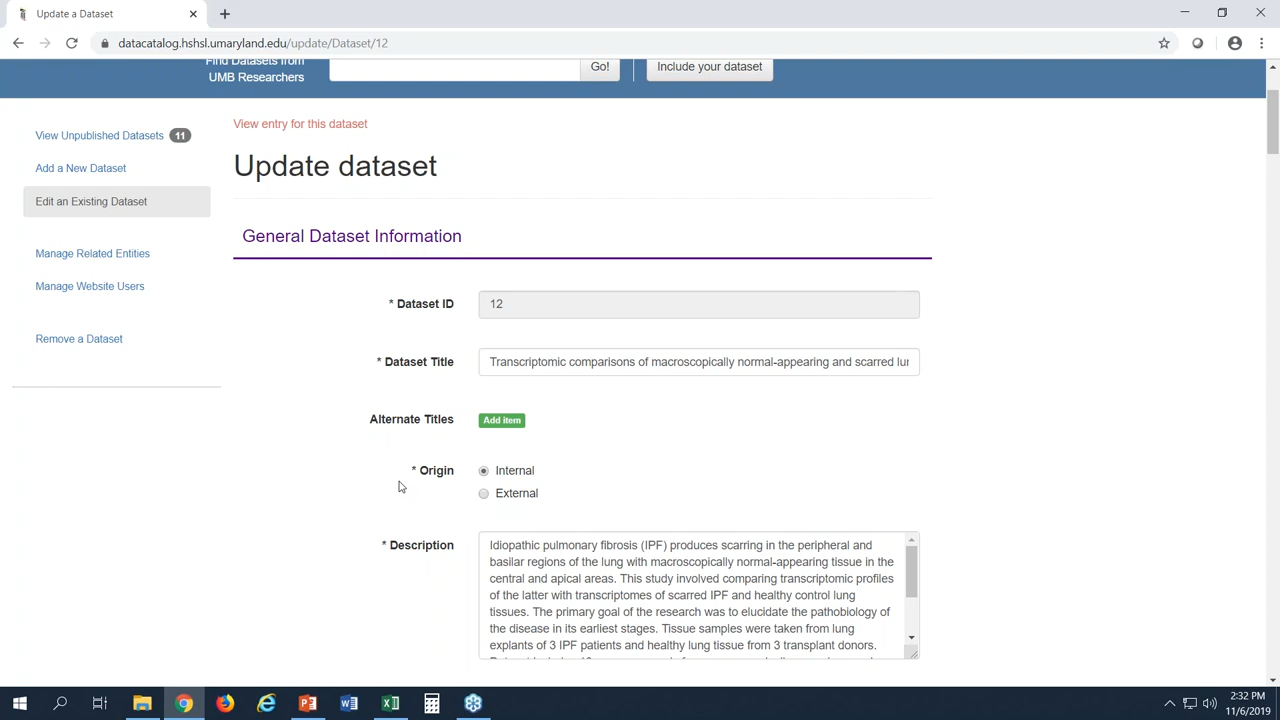 Update a Dataset
datacatalog.hshsl.umaryland.edu/update/Dataset/12
Find Datasets from
UMB Researchers
Go!
Include your dataset
View Unpublished Datasets 11
Add a New Dataset
Edit an Existing Dataset
Manage Related Entities
Manage Website Users
Remove a Dataset
View entry for this dataset
Update dataset
General Dataset Information
* Dataset ID
12
* Dataset Title
Transcriptomic comparisons of macroscopically normal-appearing and scarred lur
Alternate Titles
Add item
* Origin
Internal
External
* Description
Idiopathic pulmonary fibrosis (IPF) produces scarring in the peripheral and
basilar regions of the lung with macroscopically normal-appearing tissue in the
central and apical areas. This study involved comparing transcriptomic profiles
of the latter with transcriptomes of scarred IPF and healthy control lung
tissues. The primary goal of the research was to elucidate the pathobiology of
the disease in its earliest stages. Tissue samples were taken from lung
explants of 3 IPF patients and healthy lung tissue from 3 transplant donors.
2:32 PM
11/6/2019